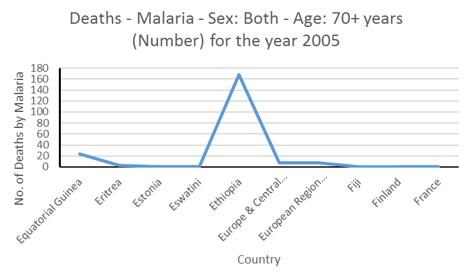 Deaths - Malaria - Sex: Both - Age: 70+ years
(Number) for the year 2005
No. of Deaths by Malaria
180
160
140
120
100
80
60
40
20
0
Equatorial Guinea
Eritrea
Estonia
Eswatini
Ethiopia
Europe & Central...
European Region...
Fiji
Finland
France
Country